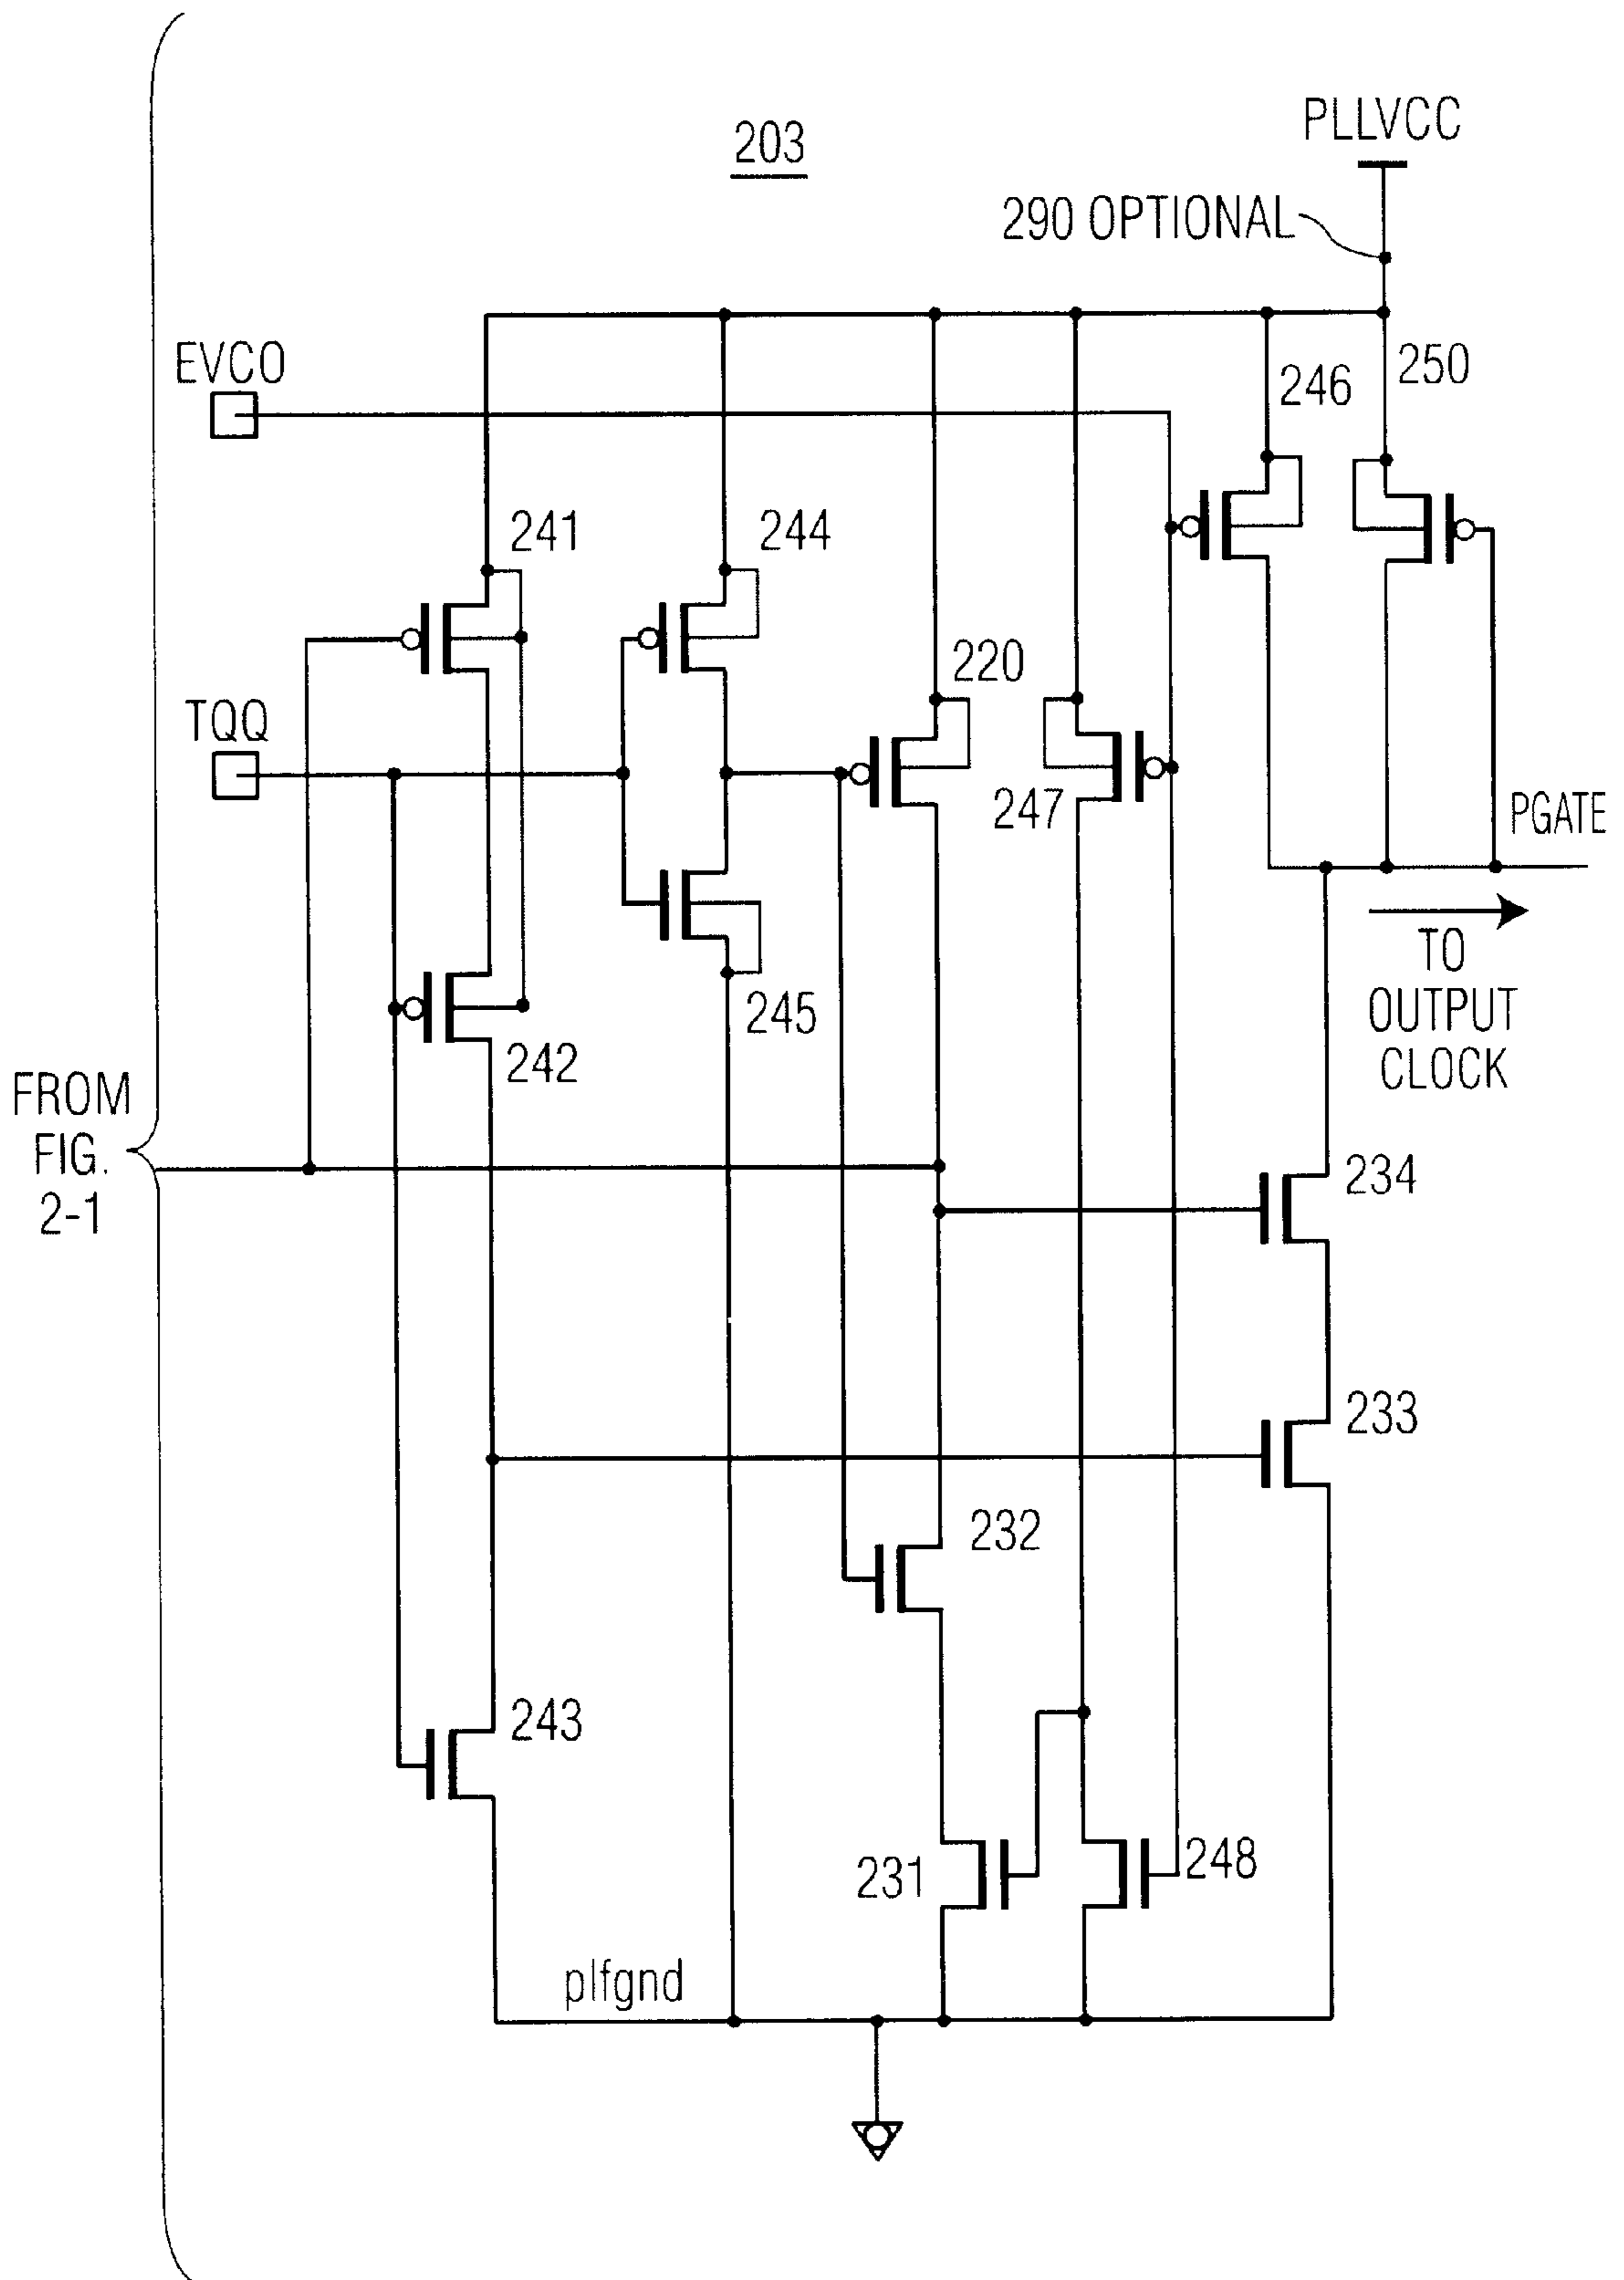 203
PLLVCC
290 OPTIONAL
EVCO
246
250
241
244
220
TQQ
247
PGATE
245
242
TO
OUTPUT
CLOCK
FROM
FIG.
2-1
234
233
232
243
231
248
plfgnd